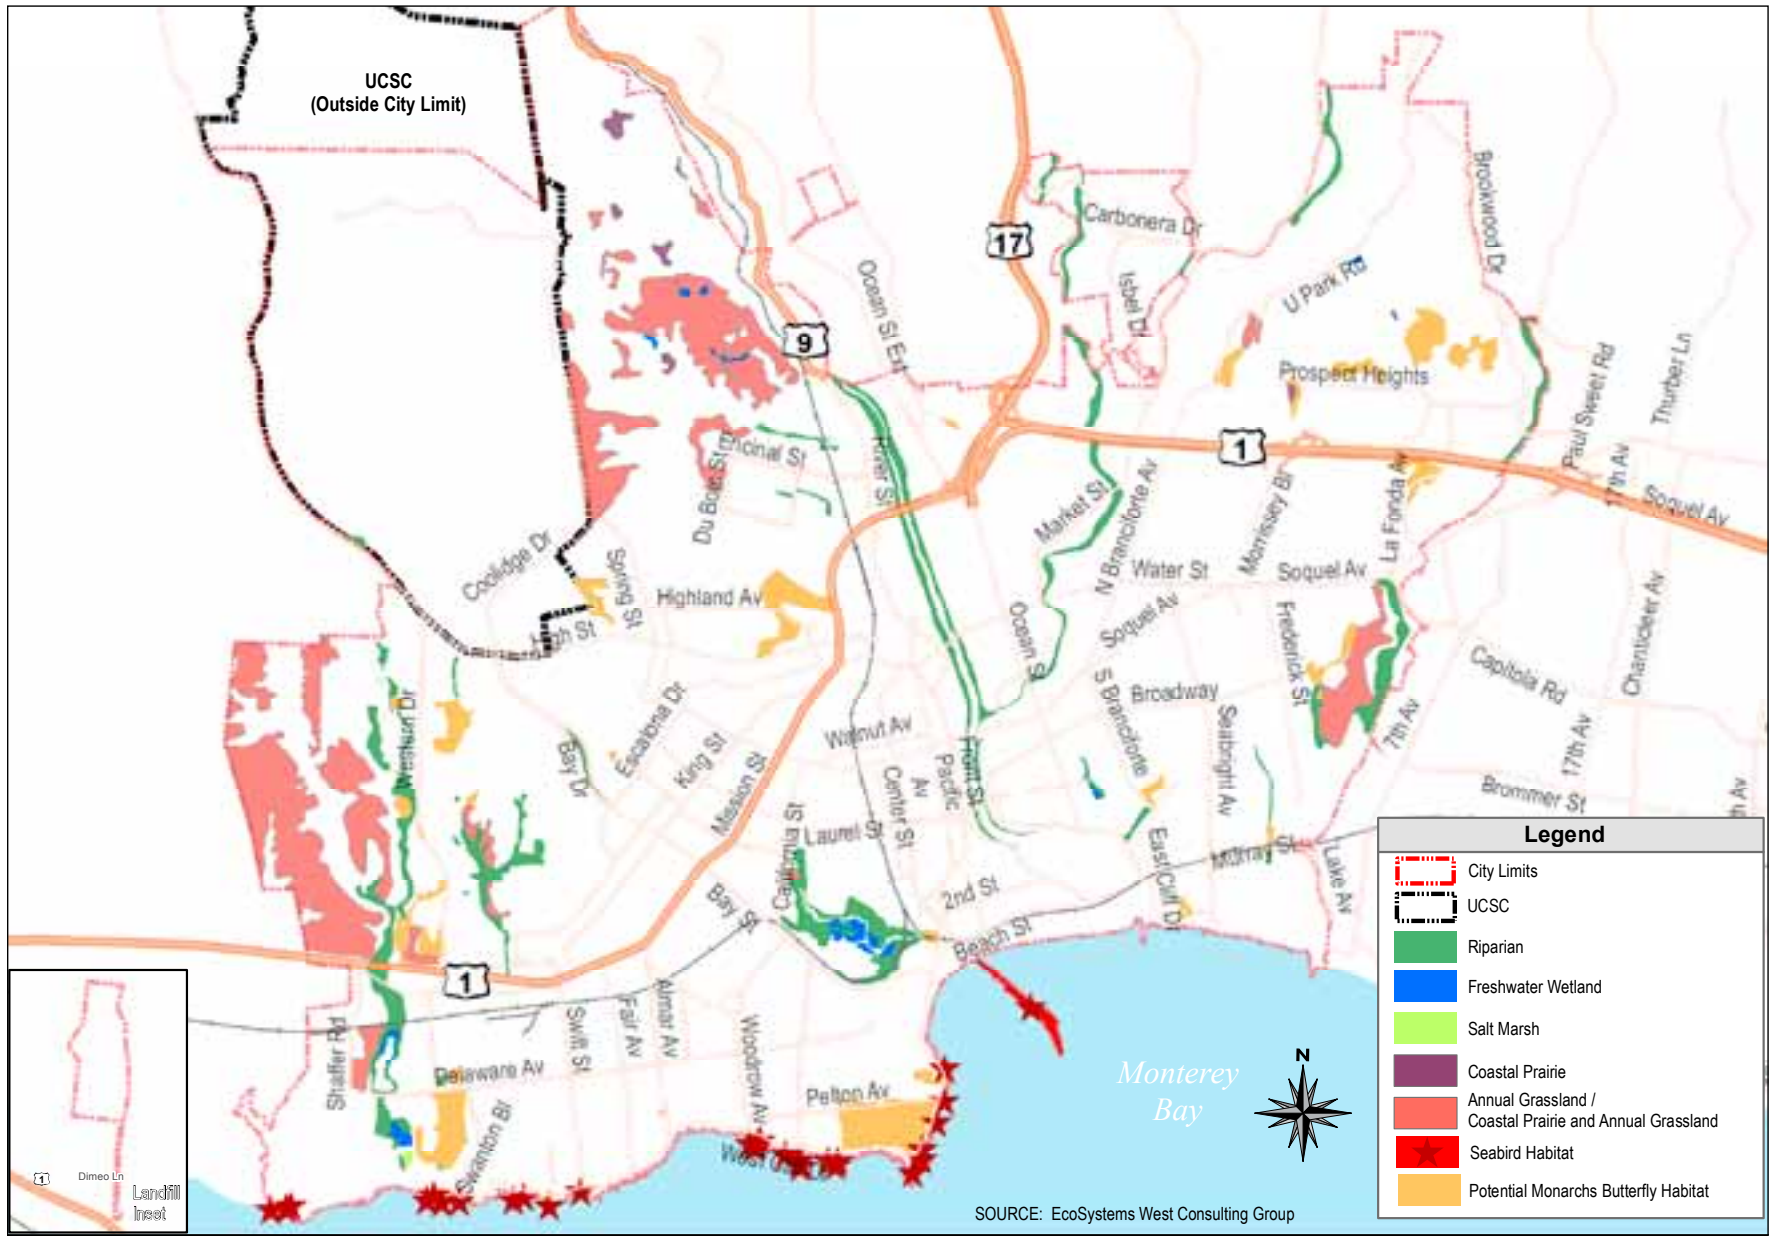 UCSC
(Outside City Limit)
17
Carbonera Dr
Brookwood Dr
Isbel Dr
U Park Rd
Ocean St Ext
9
Prospect Heights
Paul Sweet Rd
Thurber Ln
1
Encinal St
River St
Du Bois St
Market St
N Branciforte Av
Morrissey Bl
La Fonda Av
17th Av
Soquel Av
Coolidge Dr
Spring St
Highland Av
High St
Water St
Soquel Av
Soquel Av
Ocean St
Frederick St
Chanticleer Av
Capitola Rd
Western Dr
Bay Dr
Escalona Dr
King St
Mission St
Walnut Av
Front St
Pacific
Av
Center St
S Branciforte
Broadway
Seabright Av
7th Av
17th Av
Brommer St
th Av
California St
Laurel St
Bay St
2nd St
Beach St
East Cliff Dr
Murray St
Lake Av
1
Shaffer Rd
Delaware Av
Swift St
Fair Av
Almar Av
Woodrow Av
Pelton Av
Swanton Bl
Monterey
Bay
N
1
Dimeo Ln
Landfill
Inset
SOURCE: EcoSystems West Consulting Group
Legend
City Limits
UCSC
Riparian
Freshwater Wetland
Salt Marsh
Coastal Prairie
Annual Grassland /
Coastal Prairie and Annual Grassland
Seabird Habitat
Potential Monarchs Butterfly Habitat